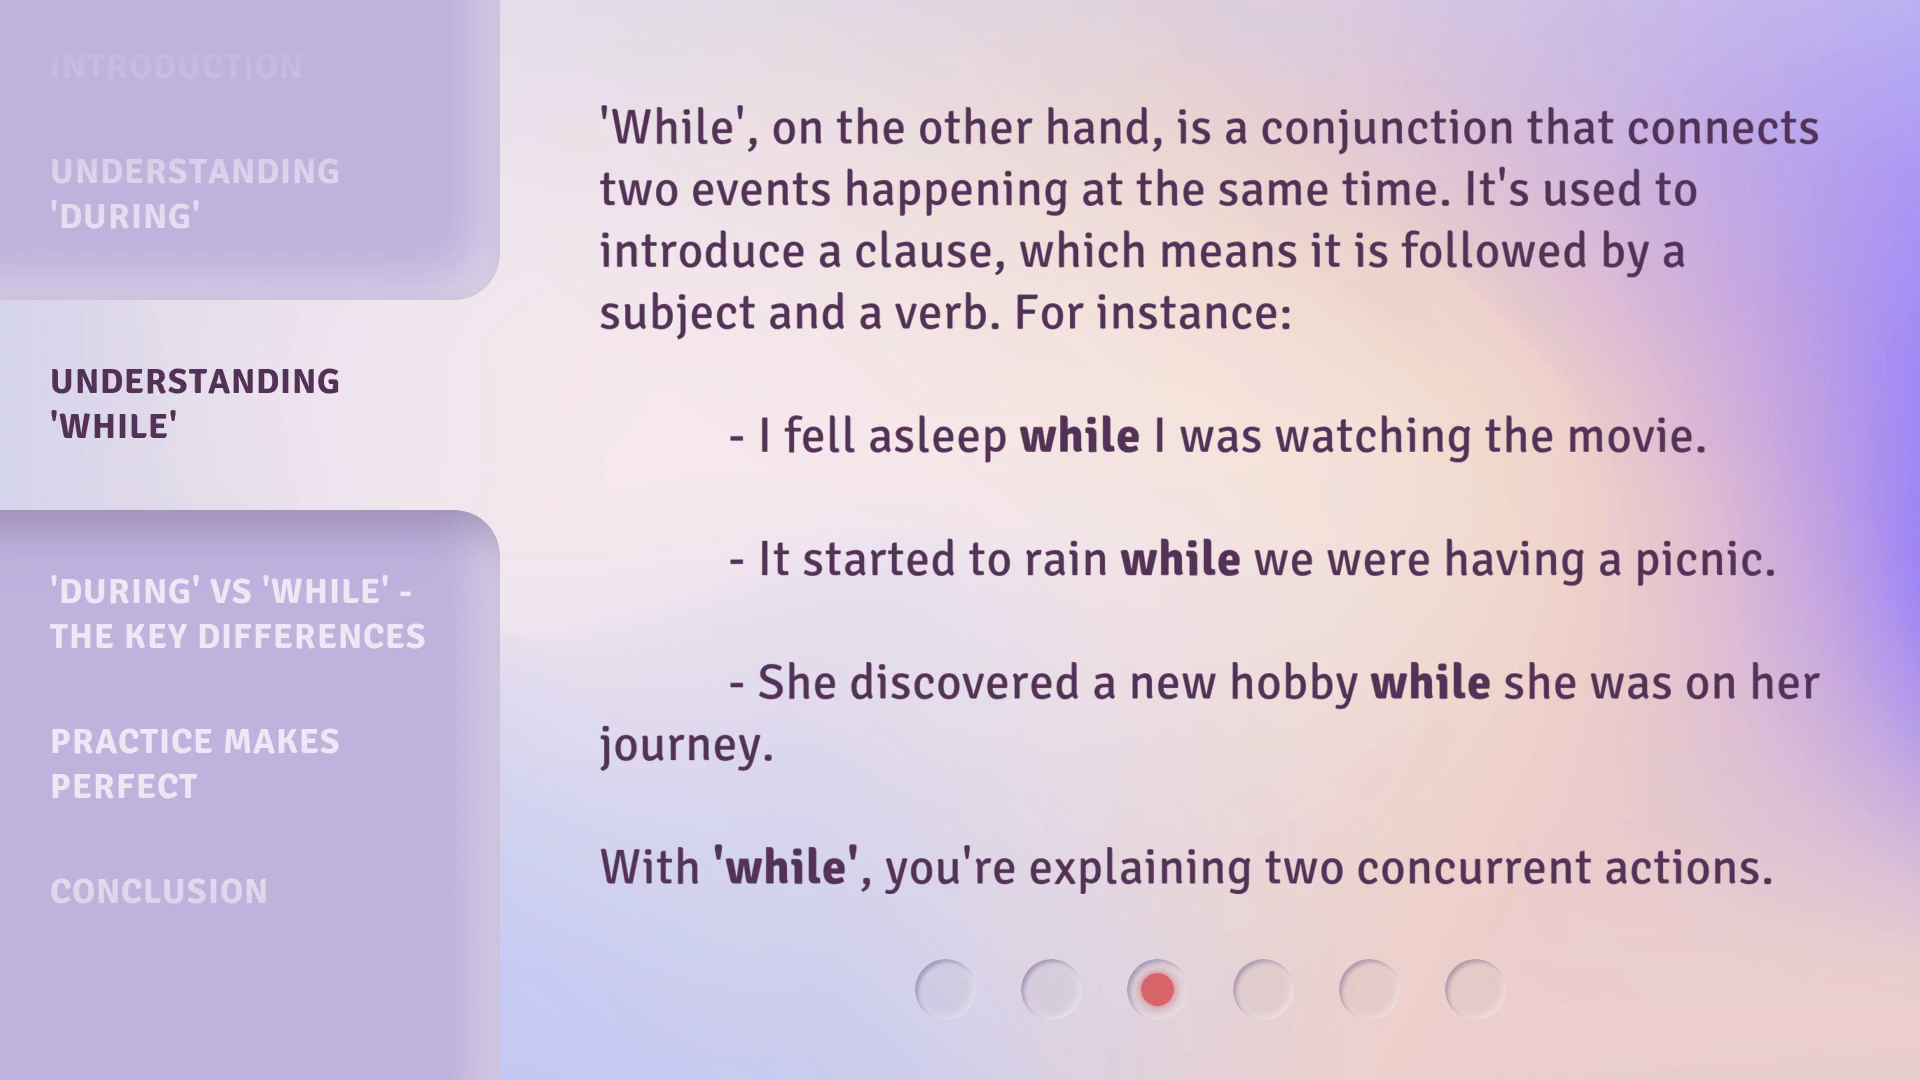 INTRODUCTION
UNDERSTANDING
'DURING'
UNDERSTANDING
'WHILE'
'DURING' VS 'WHILE' -
THE KEY DIFFERENCES
PRACTICE MAKES
PERFECT
CONCLUSION
'While', on the other hand, is a conjunction that connects
two events happening at the same time. It's used to
introduce a clause, which means it is followed by a
subject and a verb. For instance:
- I fell asleep while I was watching the movie.
- It started to rain while we were having a picnic.
- She discovered a new hobby while she was on her
journey.
With 'while', you're explaining two concurrent actions.